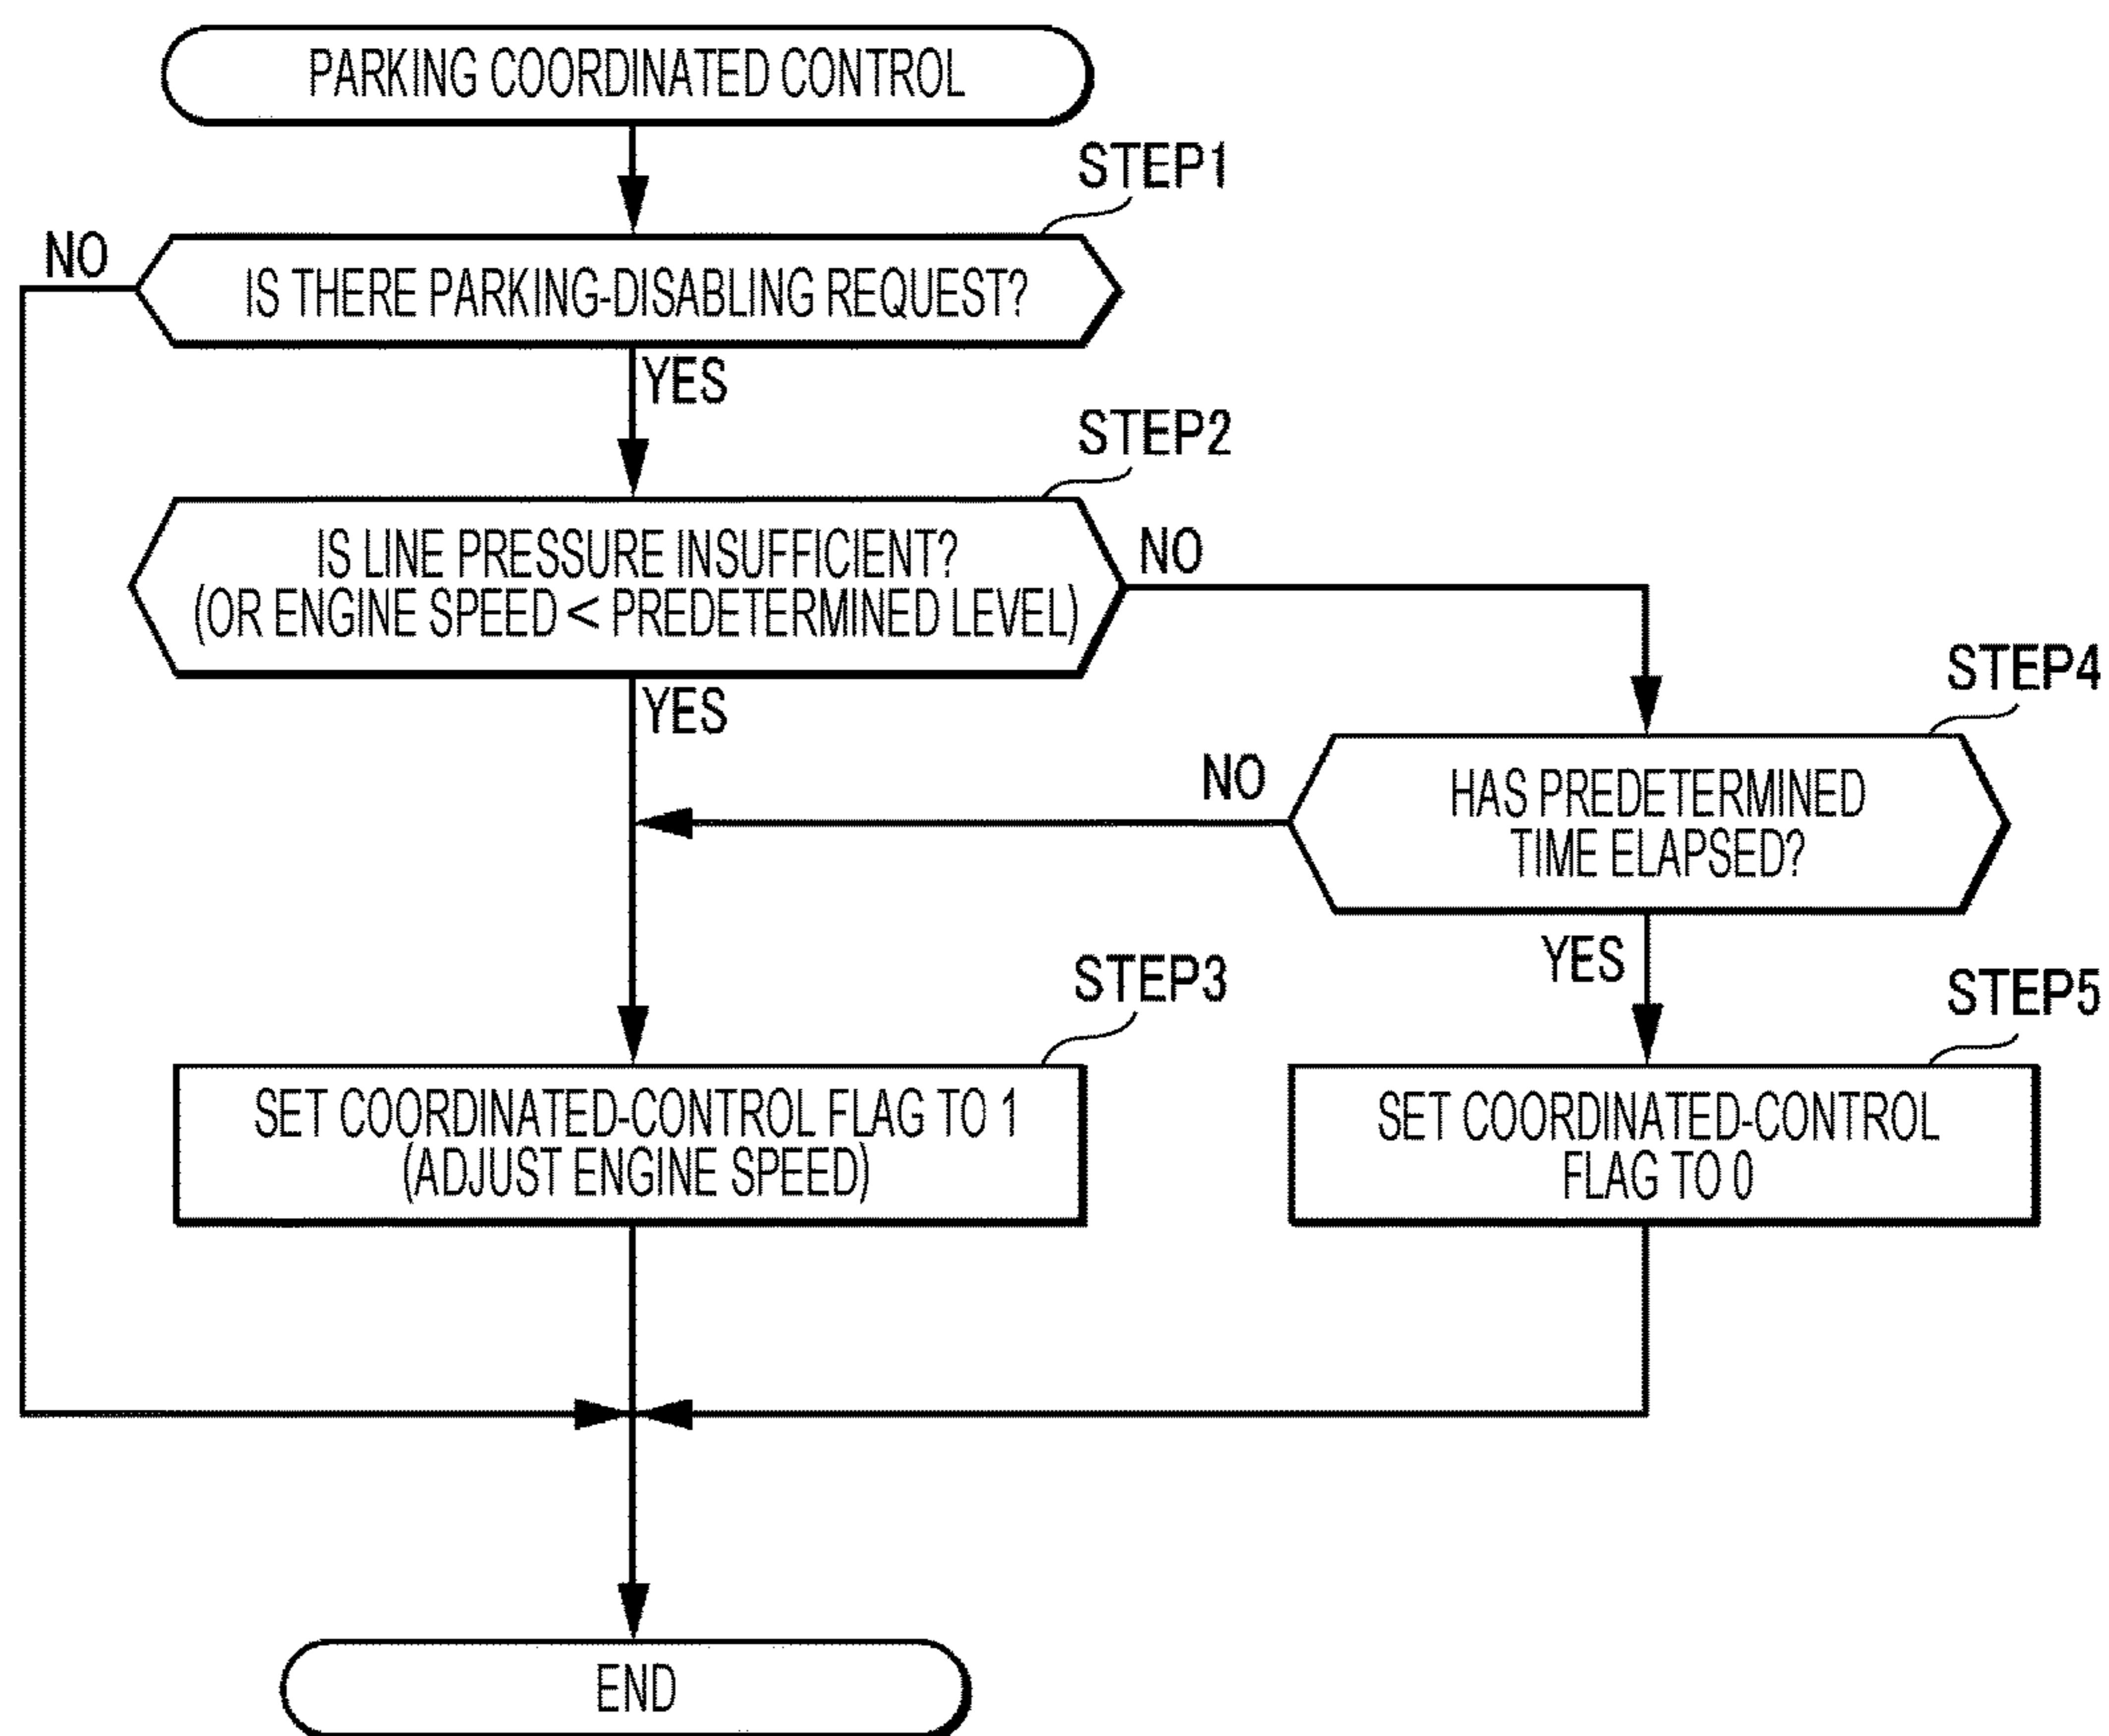 PARKING COORDINATED CONTROL
STEP1
NO
IS THERE PARKING-DISABLING REQUEST?
YES
STEP2
IS LINE PRESSURE INSUFFICIENT?
(OR ENGINE SPEED < PREDETERMINED LEVEL)
NO
YES
STEP4
NO
HAS PREDETERMINED
TIME ELAPSED?
YES
STEP3
STEP5
SET COORDINATED-CONTROL FLAG TO 1
(ADJUST ENGINE SPEED)
SET COORDINATED-CONTROL
FLAG TO 0
END